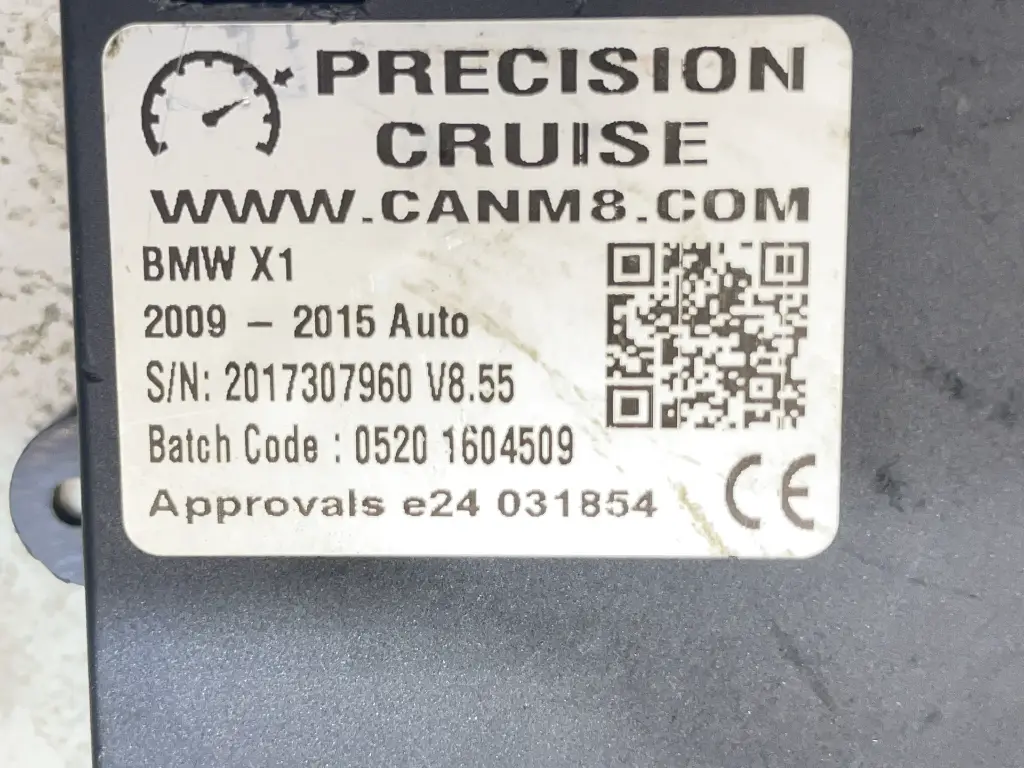 PRECISION
CRUISE
WWW.CANM8.COM
BMW X1
2009 - 2015 Auto
S/N: 2017307960 V8.55
Batch Code : 0520 1604509
Approvals e24 031854
CE